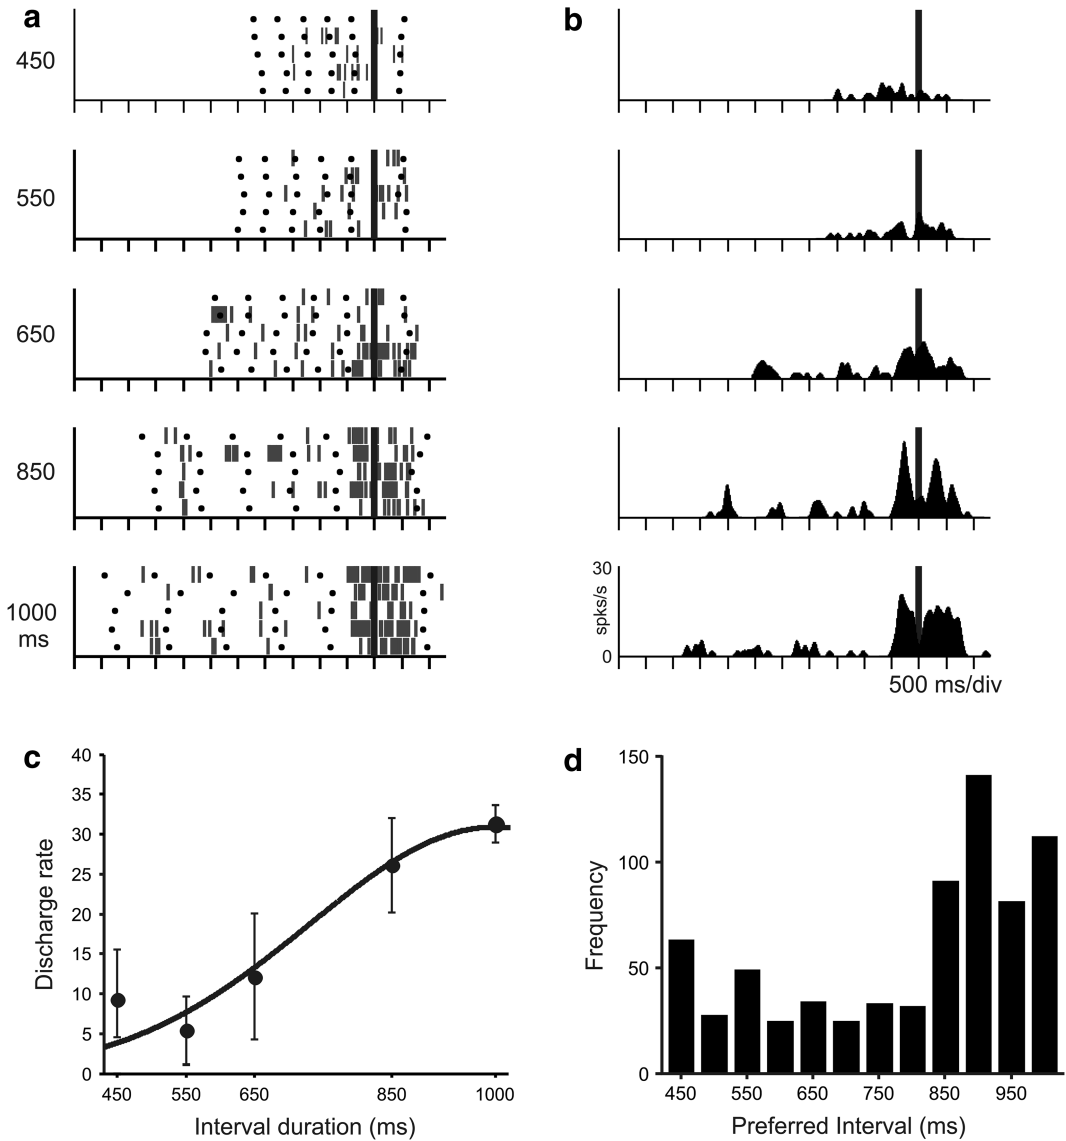 a
b
450
550
650
850
1000
ms
30
spks/s
0
500 ms/div
c
40
35
30
25
20
15
10
5
0
Discharge rate
450 550 650 850 1000
Interval duration (ms)
d
150
100
50
0
Frequency
450 550 650 750 850 950
Preferred Interval (ms)